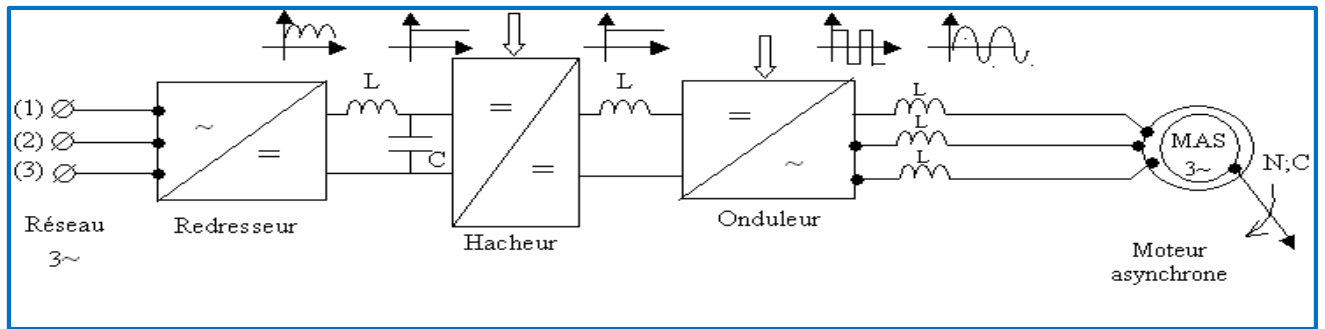 L
L
L
L
L
(1)
(2)
(3)
~
=
C
=
=
=
~
MAS
3~
N;C
Réseau
3~
Redresseur
Hacheur
Onduleur
Moteur
asynchrone